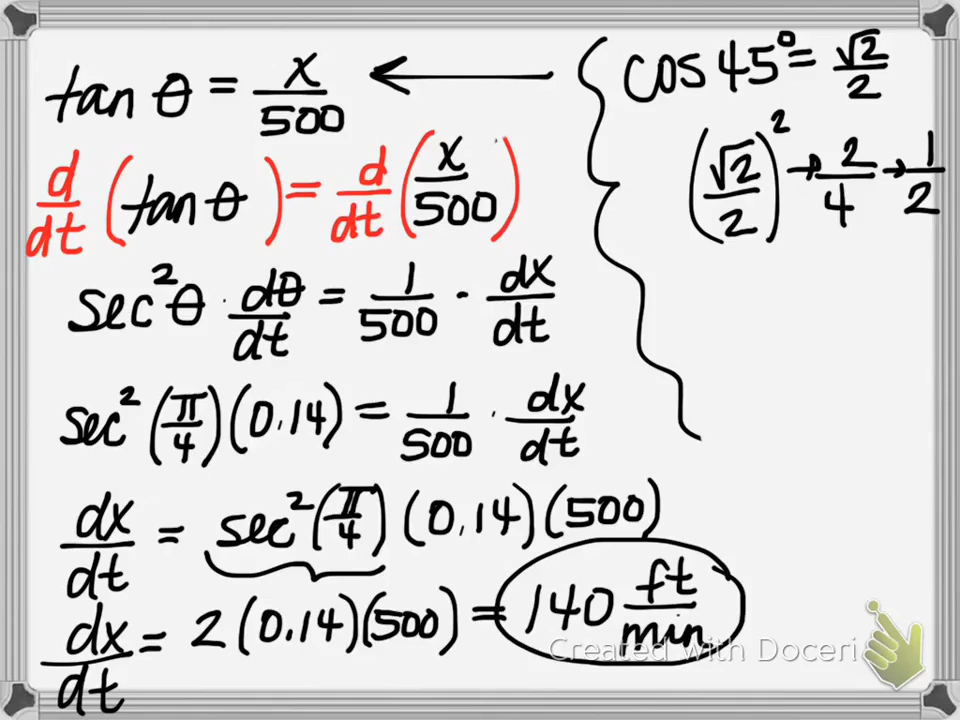 tan θ = x/500 ←
d/dt (tan θ) = d/dt (x/500)
sec²θ · dθ/dt = 1/500 · dx/dt
sec² (π/4) (0.14) = 1/500 · dx/dt
dx/dt = sec² (π/4) (0.14) (500)
dx/dt = 2 (0.14) (500) = 140 ft/min
cos 45° = √2/2
(√2/2)² → 2/4 → 1/2
Created with Doceri